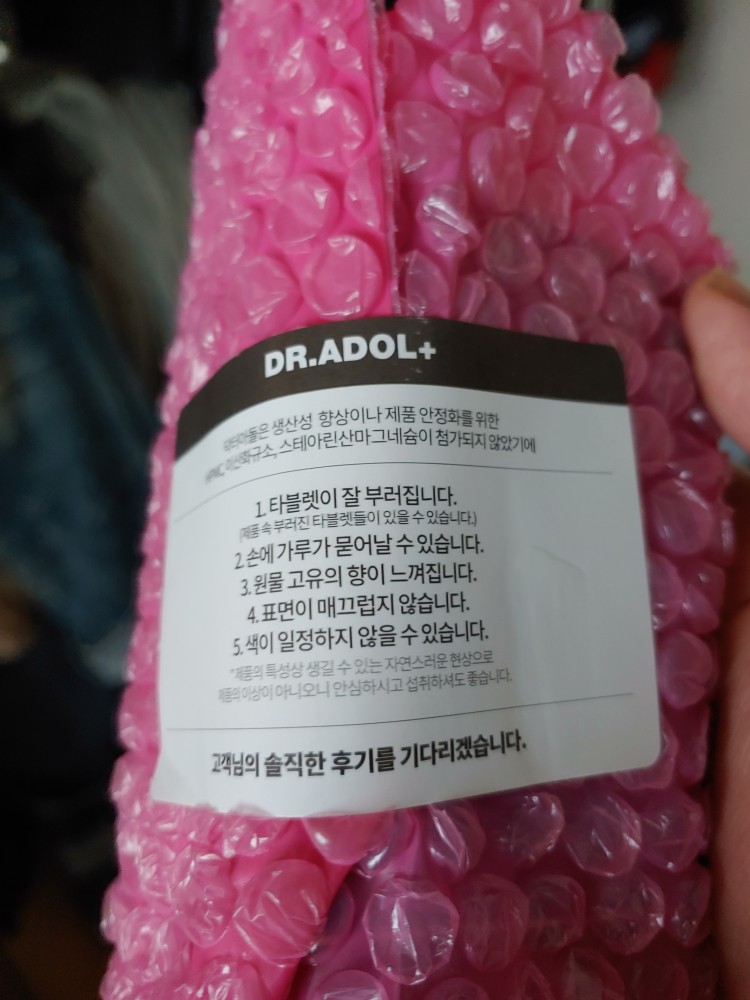 DR.ADOL+
닥터아돌은 생산성 향상이나 제품 안정화를 위한
HPMC, 이산화규소, 스테아린산마그네슘이 첨가되지 않았기에
1. 타블렛이 잘 부러집니다.
(제품 속 부러진 타블렛들이 있을 수 있습니다.)
2. 손에 가루가 묻어날 수 있습니다.
3. 원물 고유의 향이 느껴집니다.
4. 표면이 매끄럽지 않습니다.
5. 색이 일정하지 않을 수 있습니다.
*제품의 특성상 생길 수 있는 자연스러운 현상으로
제품의 이상이 아니오니 안심하시고 섭취하셔도 좋습니다.
고객님의 솔직한 후기를 기다리겠습니다.